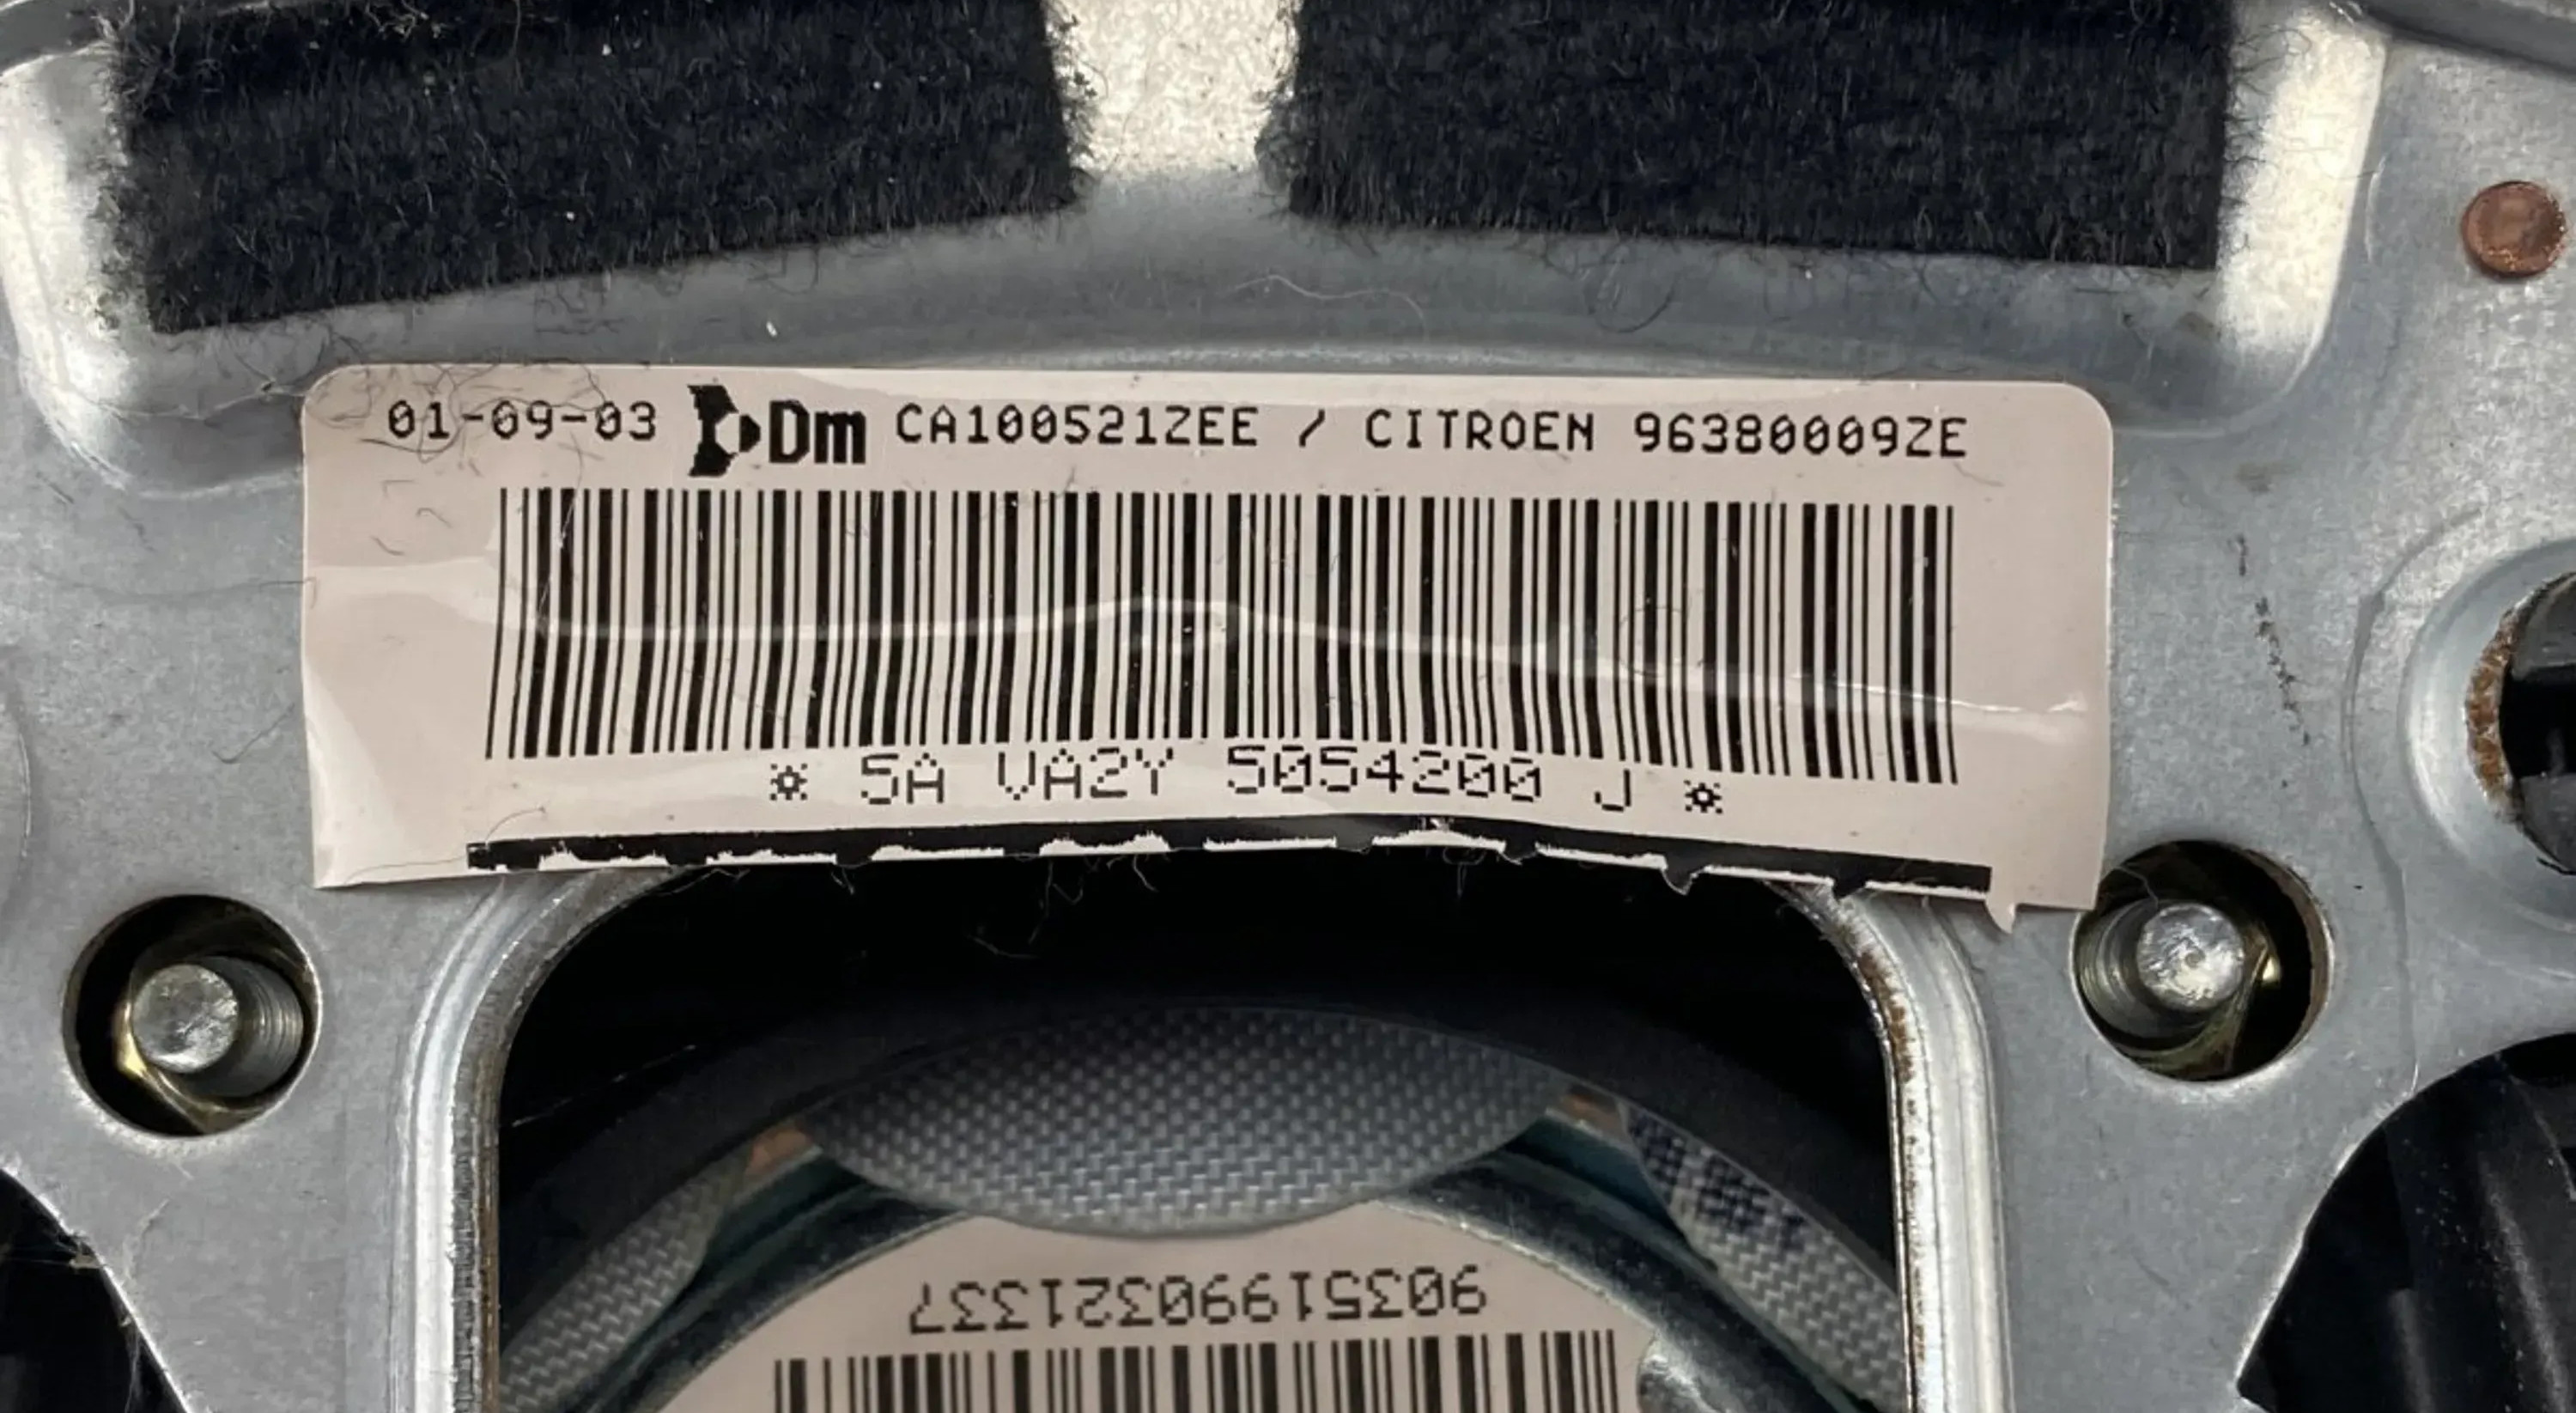 01-09-03 Dm CA100521ZEE / CITROEN 96380009ZE
* 5A VA2Y 5054200 J *
90351990321337